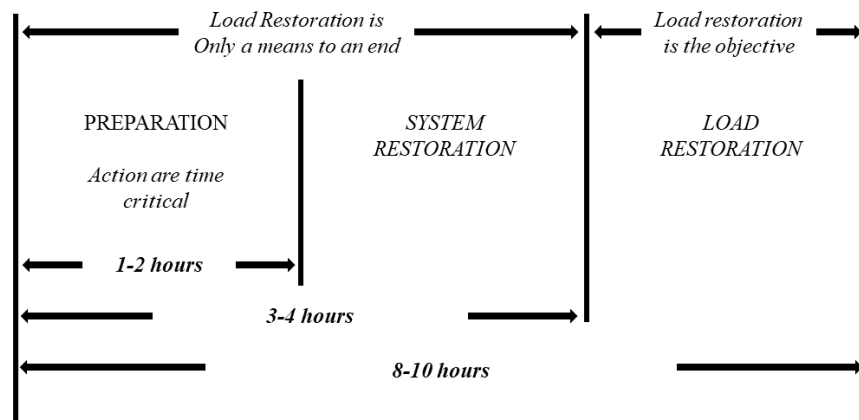 Load Restoration is
Only a means to an end
Load restoration
is the objective
PREPARATION
Action are time
critical
SYSTEM
RESTORATION
LOAD
RESTORATION
1-2 hours
3-4 hours
8-10 hours